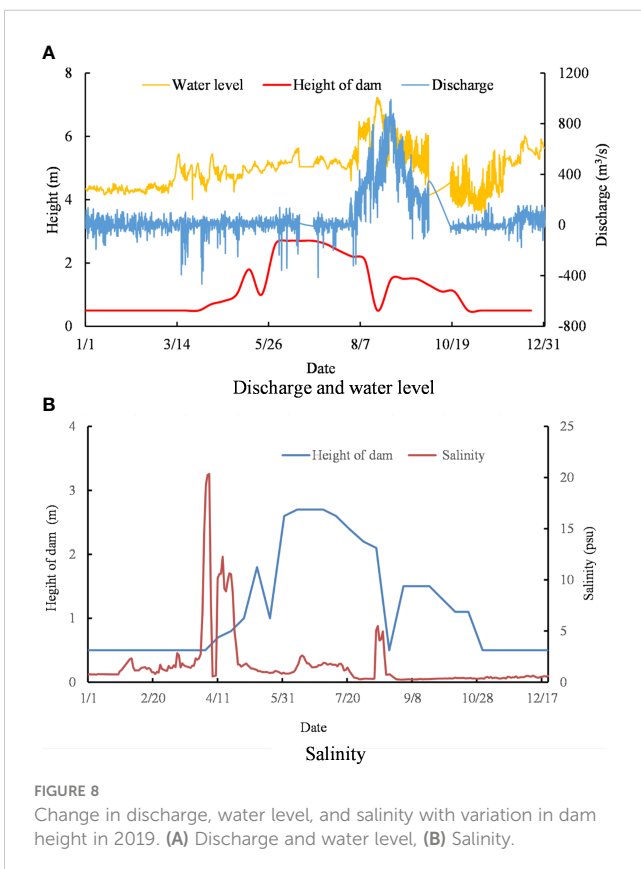 A
8
6
4
2
0
Height (m)
Water level Height of dam Discharge
1200
800
400
0
-400
-800
Discharge (m³/s)
1/1 3/14 5/26 8/7 10/19 12/31
Date
Discharge and water level
B
4
3
2
1
0
Hegiht of dam (m)
Height of dam Salinity
25
20
15
10
5
0
Salinity (psu)
1/1 2/20 4/11 5/31 7/20 9/8 10/28 12/17
Date
Salinity
FIGURE 8
Change in discharge, water level, and salinity with variation in dam
height in 2019. (A) Discharge and water level, (B) Salinity.